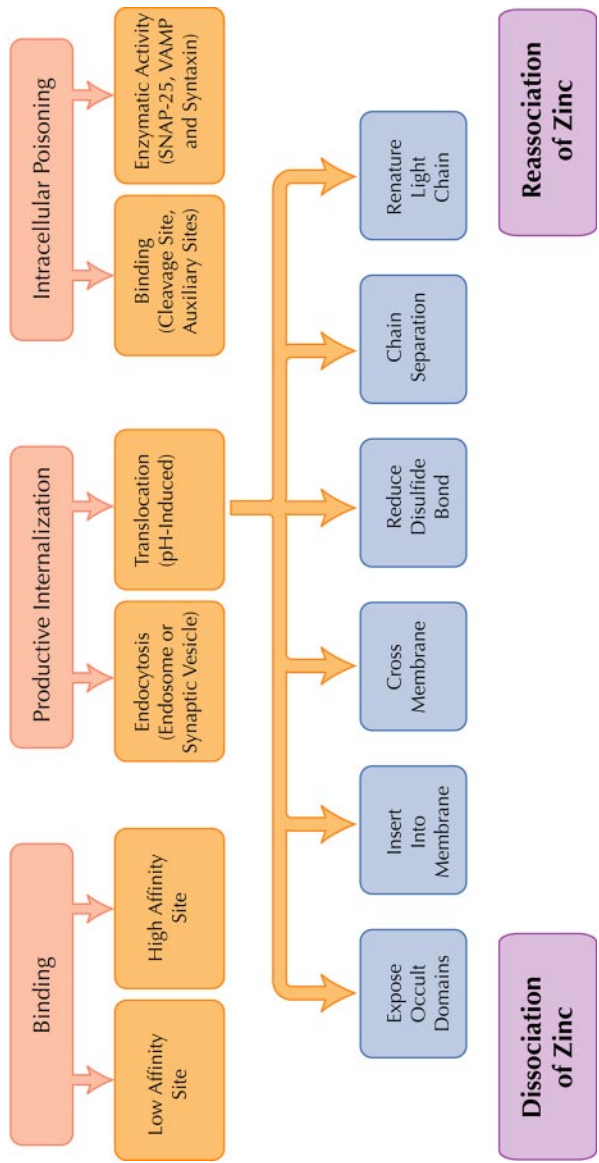 Binding
Productive Internalization
Intracellular Poisoning
Low Affinity
Site
High Affinity
Site
Endocytosis
(Endosome or
Synaptic Vesicle)
Translocation
(pH-Induced)
Binding
(Cleavage Site,
Auxiliary Sites)
Enzymatic Activity
(SNAP-25, VAMP
and Syntaxin)
Expose
Occult
Domains
Insert
Into
Membrane
Cross
Membrane
Reduce
Disulfide
Bond
Chain
Separation
Renature
Light
Chain
Dissociation
of Zinc
Reassociation
of Zinc